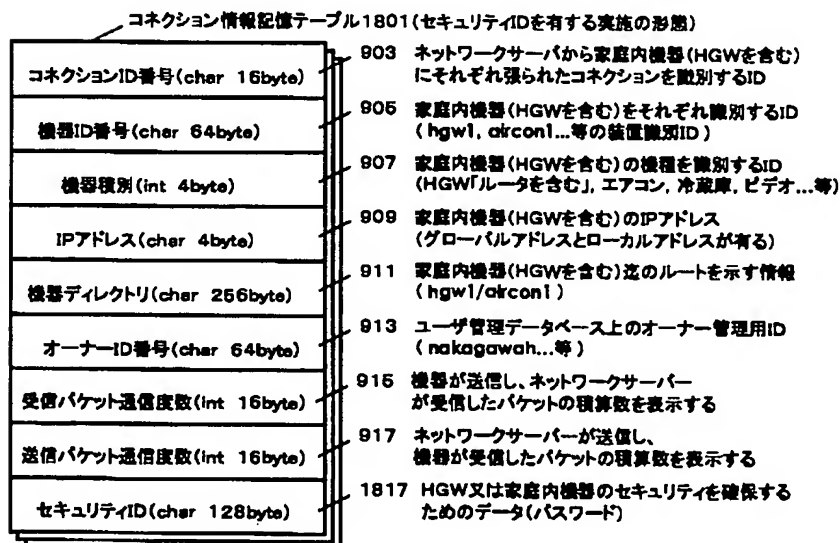 コネクション情報記憶テーブル1801(セキュリティIDを有する実施の形態)
コネクションID番号(char 16byte)
903 ネットワークサーバから家庭内機器(HGWを含む)
にそれぞれ張られたコネクションを識別するID
機器ID番号(char 64byte)
905 家庭内機器(HGWを含む)をそれぞれ識別するID
(hgw1, aircon1...等の装置識別ID)
機器種別(int 4byte)
907 家庭内機器(HGWを含む)の機種を識別するID
(HGW「ルータを含む」, エアコン, 冷蔵庫, ビデオ...等)
IPアドレス(char 4byte)
909 家庭内機器(HGWを含む)のIPアドレス
(グローバルアドレスとローカルアドレスが有る)
機器ディレクトリ(char 256byte)
911 家庭内機器(HGWを含む)迄のルートを示す情報
(hgw1/aircon1)
オーナーID番号(char 64byte)
913 ユーザ管理データベース上のオーナー管理用ID
(nakagawah...等)
受信パケット通信度数(int 16byte)
915 機器が送信し、ネットワークサーバー
が受信したパケットの積算数を表示する
送信パケット通信度数(int 16byte)
917 ネットワークサーバーが送信し、
機器が受信したパケットの積算数を表示する
セキュリティID(char 128byte)
1817 HGW又は家庭内機器のセキュリティを確保する
ためのデータ(パスワード)